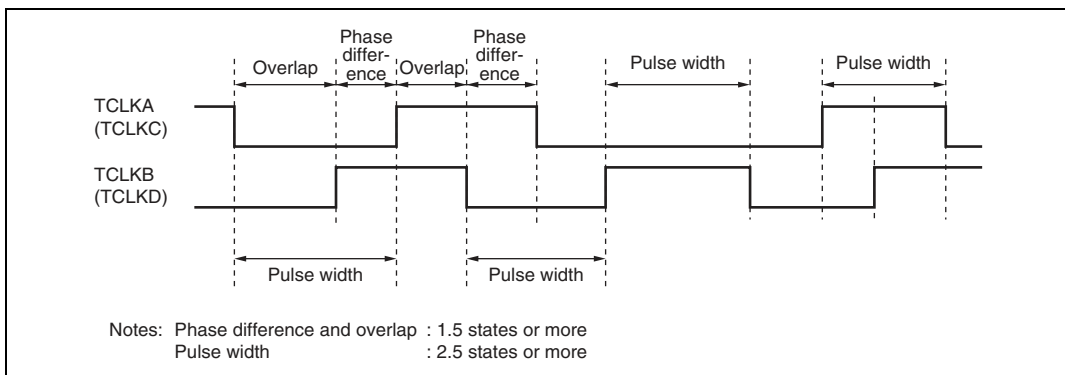 Overlap
Phase
differ-
ence
Overlap
Phase
differ-
ence
Pulse width
Pulse width
TCLKA
(TCLKC)
TCLKB
(TCLKD)
Pulse width
Pulse width
Notes: Phase difference and overlap : 1.5 states or more
Pulse width : 2.5 states or more